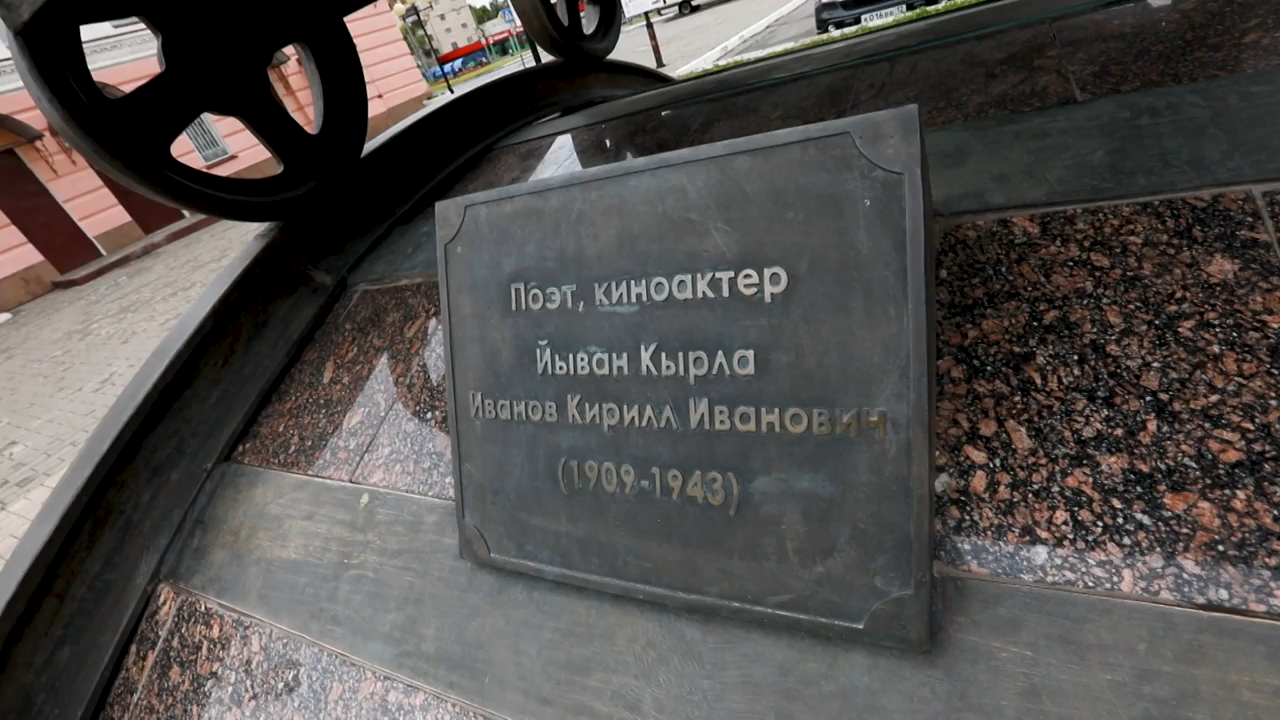 Поэт, киноактер
Йыван Кырла
Иванов Кирилл Иванович
(1909-1943)